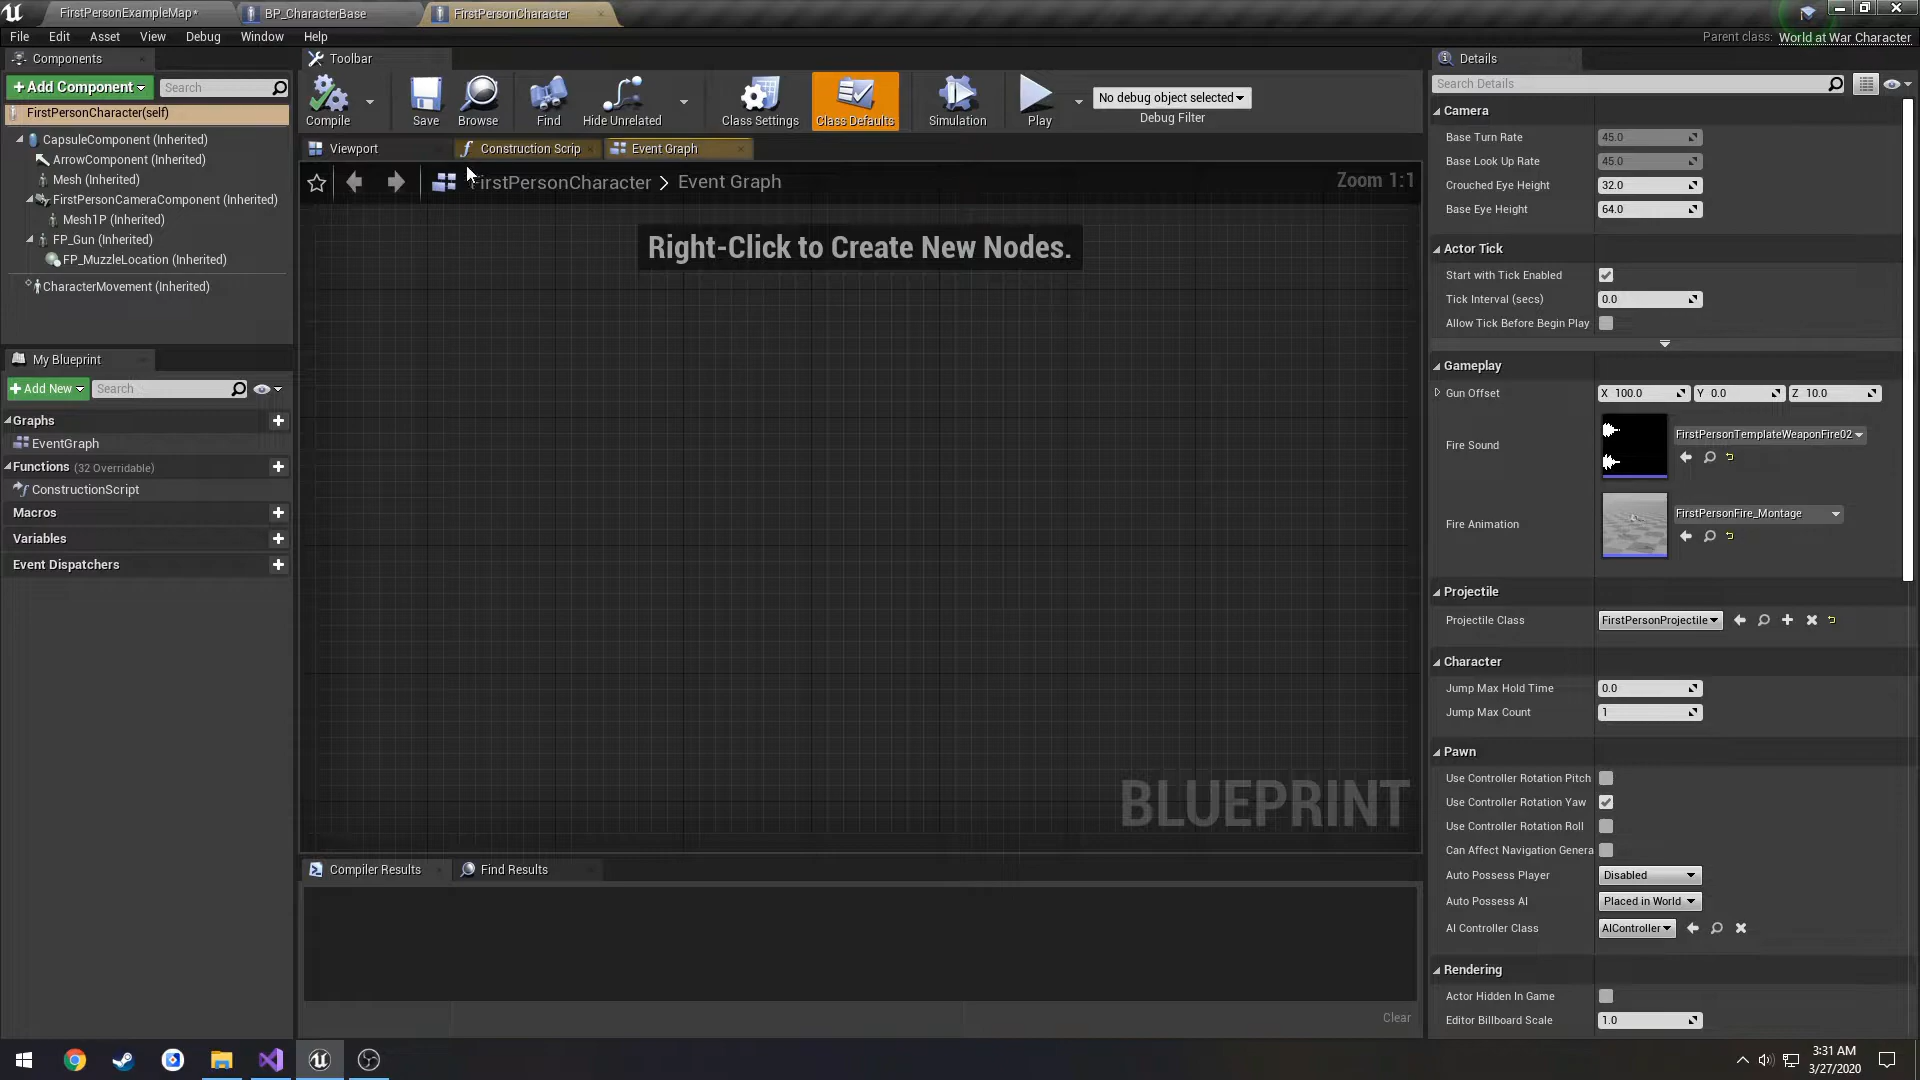 FirstPersonExampleMap*
BP_CharacterBase
FirstPersonCharacter
File Edit Asset View Debug Window Help
Parent class: World at War Character
Components
+Add Component
Search
FirstPersonCharacter(self)
CapsuleComponent (Inherited)
ArrowComponent (Inherited)
Mesh (Inherited)
FirstPersonCameraComponent (Inherited)
Mesh1P (Inherited)
FP_Gun (Inherited)
FP_MuzzleLocation (Inherited)
CharacterMovement (Inherited)
My Blueprint
+Add New
Search
Graphs
EventGraph
Functions (32 Overridable)
ConstructionScript
Macros
Variables
Event Dispatchers
Toolbar
Compile
Save
Browse
Find
Hide Unrelated
Class Settings
Class Defaults
Simulation
Play
No debug object selected
Debug Filter
Viewport
Construction Scrip
Event Graph
FirstPersonCharacter > Event Graph
Zoom 1:1
Right-Click to Create New Nodes.
BLUEPRINT
Compiler Results
Find Results
Clear
Details
Search Details
Camera
Base Turn Rate 45.0
Base Look Up Rate 45.0
Crouched Eye Height 32.0
Base Eye Height 64.0
Actor Tick
Start with Tick Enabled
Tick Interval (secs) 0.0
Allow Tick Before Begin Play
Gameplay
Gun Offset X 100.0 Y 0.0 Z 10.0
Fire Sound FirstPersonTemplateWeaponFire02
Fire Animation FirstPersonFire_Montage
Projectile
Projectile Class FirstPersonProjectile
Character
Jump Max Hold Time 0.0
Jump Max Count 1
Pawn
Use Controller Rotation Pitch
Use Controller Rotation Yaw
Use Controller Rotation Roll
Can Affect Navigation Genera
Auto Possess Player Disabled
Auto Possess AI Placed in World
AI Controller Class AIController
Rendering
Actor Hidden In Game
Editor Billboard Scale 1.0
3:31 AM
3/27/2020